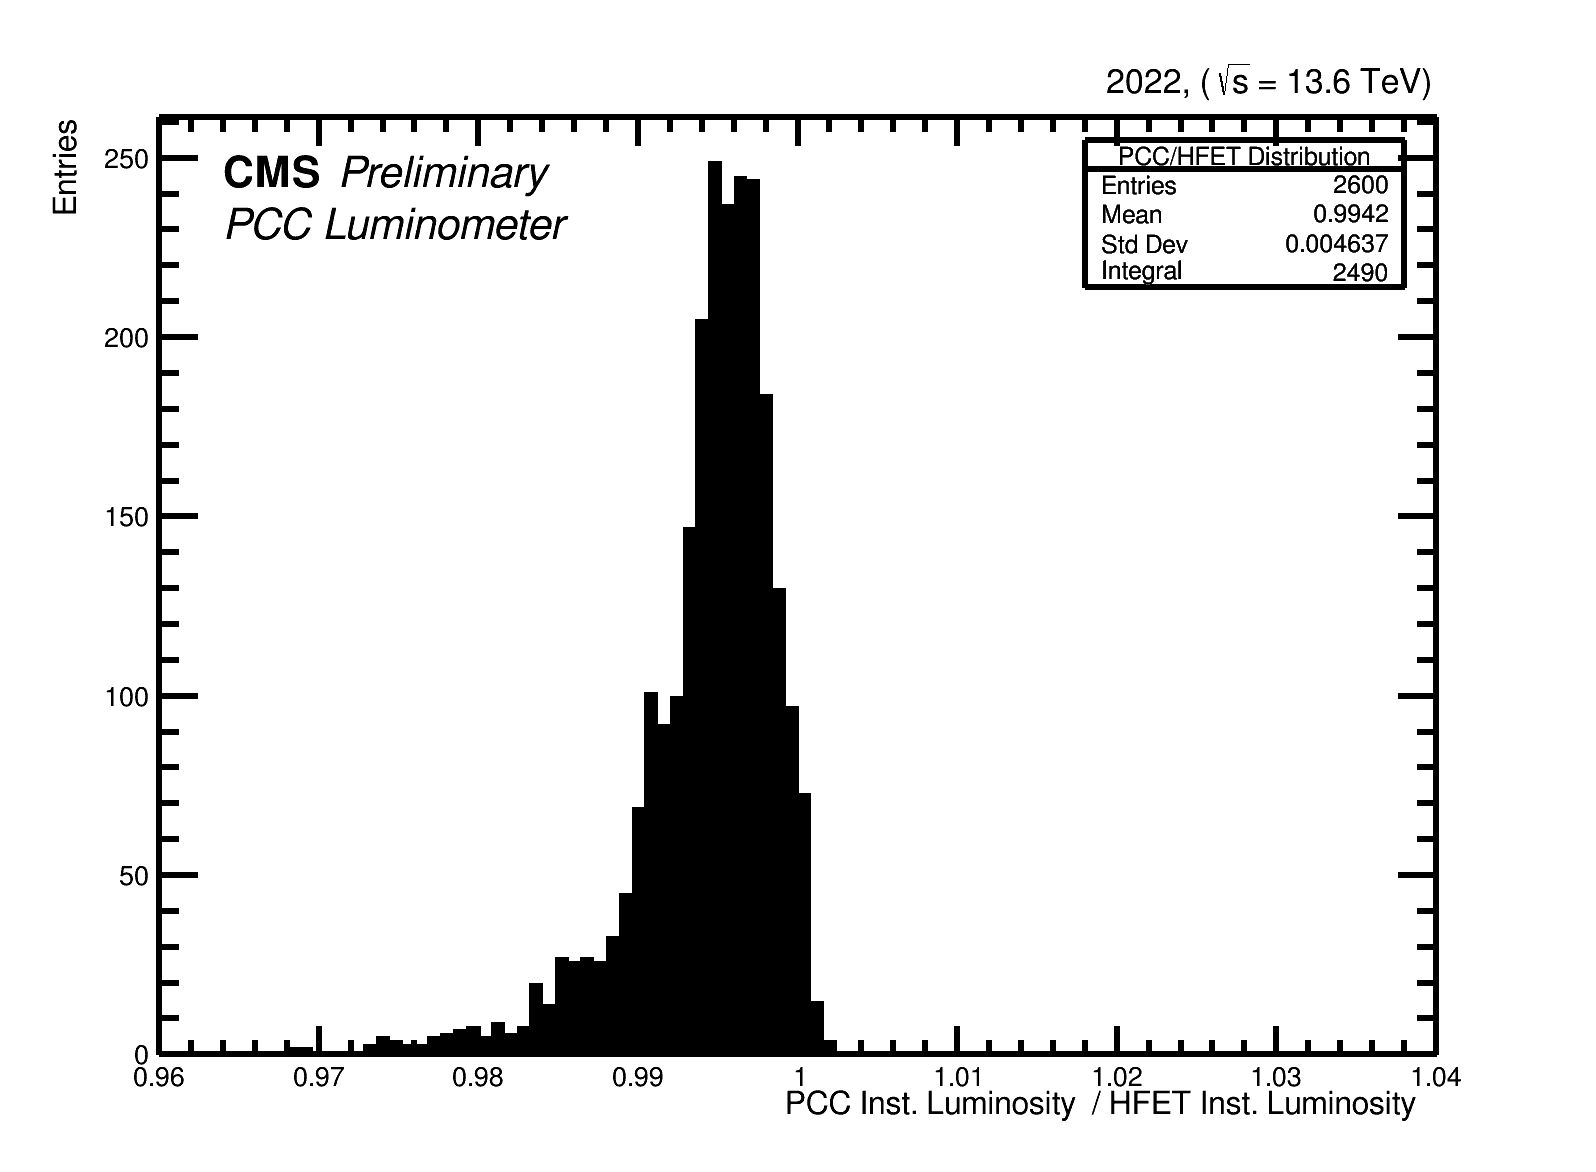 2022, ( √s = 13.6 TeV)
Entries
CMS Preliminary
PCC Luminometer
PCC/HFET Distribution
Entries 2600
Mean 0.9942
Std Dev 0.004637
Integral 2490
250
200
150
100
50
0
0.96 0.97 0.98 0.99 1 1.01 1.02 1.03 1.04
PCC Inst. Luminosity / HFET Inst. Luminosity